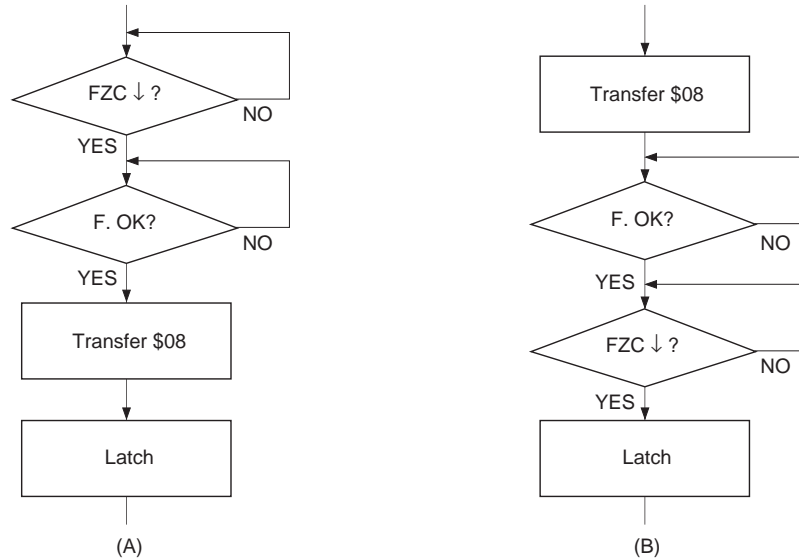 FZC ↓ ?
NO
YES
F. OK?
NO
YES
Transfer $08
Latch
(A)
Transfer $08
F. OK?
NO
YES
FZC ↓ ?
NO
YES
Latch
(B)